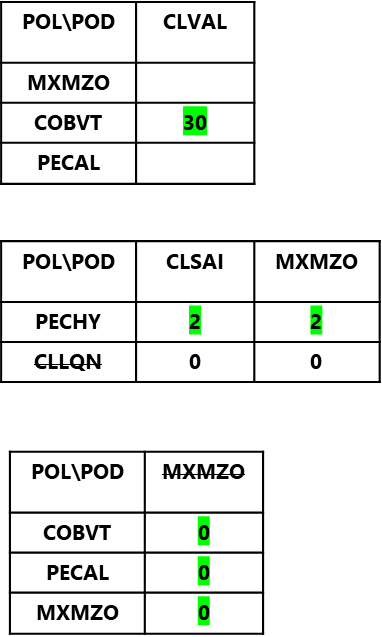 POL\POD CLVAL
MXMZO
COBVT 30
PECAL
POL\POD CLSAI MXMZO
PECHY 2 2
CLLQN 0 0
POL\POD MXMZO
COBVT 0
PECAL 0
MXMZO 0